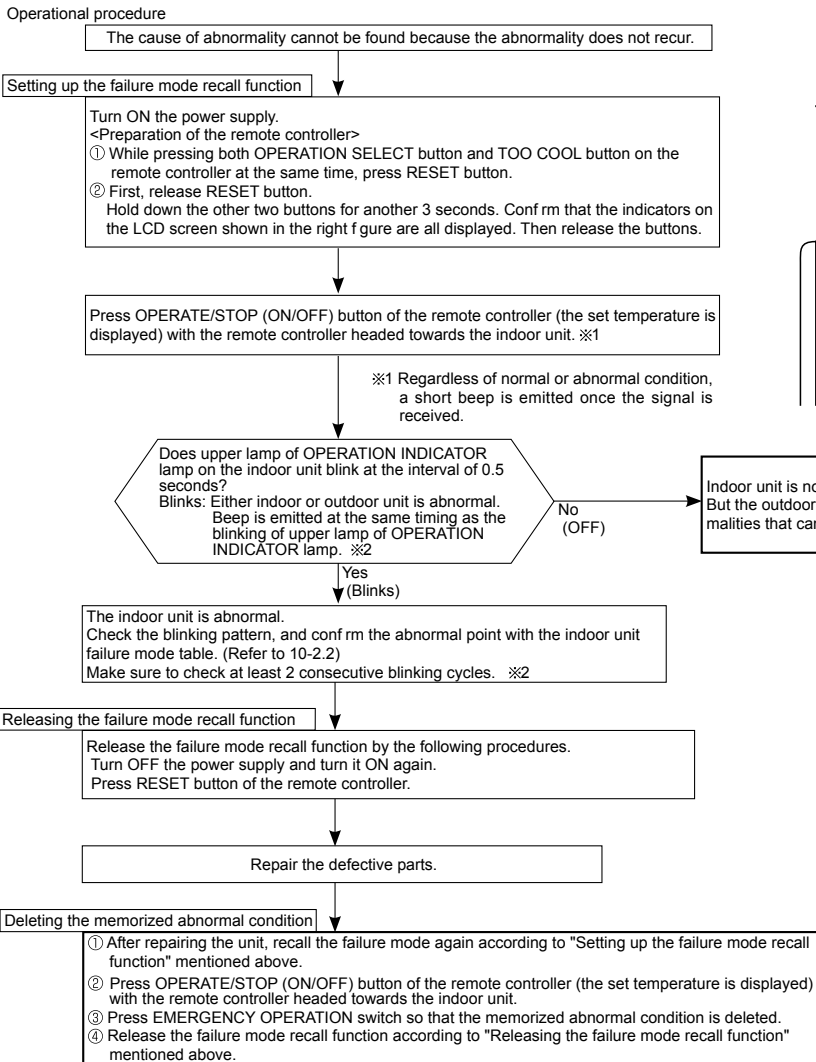 Operational procedure
The cause of abnormality cannot be found because the abnormality does not recur.
Setting up the failure mode recall function
Turn ON the power supply.
<Preparation of the remote controller>
① While pressing both OPERATION SELECT button and TOO COOL button on the
remote controller at the same time, press RESET button.
② First, release RESET button.
Hold down the other two buttons for another 3 seconds. Conf rm that the indicators on
the LCD screen shown in the right f gure are all displayed. Then release the buttons.
Press OPERATE/STOP (ON/OFF) button of the remote controller (the set temperature is
displayed) with the remote controller headed towards the indoor unit. ※1
※1 Regardless of normal or abnormal condition,
a short beep is emitted once the signal is
received.
Does upper lamp of OPERATION INDICATOR
lamp on the indoor unit blink at the interval of 0.5
seconds?
Blinks: Either indoor or outdoor unit is abnormal.
Beep is emitted at the same timing as the
blinking of upper lamp of OPERATION
INDICATOR lamp. ※2
No
(OFF)
Indoor unit is
But the outdoor
Yes
(Blinks)
The indoor unit is abnormal.
Check the blinking pattern, and conf rm the abnormal point with the indoor unit
failure mode table. (Refer to 10-2.2)
Make sure to check at least 2 consecutive blinking cycles. ※2
Releasing the failure mode recall function
Release the failure mode recall function by the following procedures.
Turn OFF the power supply and turn it ON again.
Press RESET button of the remote controller.
Repair the defective parts.
Deleting the memorized abnormal condition
① After repairing the unit, recall the failure mode again according to "Setting up the failure mode recall
function" mentioned above.
② Press OPERATE/STOP (ON/OFF) button of the remote controller (the set temperature is displayed)
with the remote controller headed towards the indoor unit.
③ Press EMERGENCY OPERATION switch so that the memorized abnormal condition is deleted.
④ Release the failure mode recall function according to "Releasing the failure mode recall function"
mentioned above.